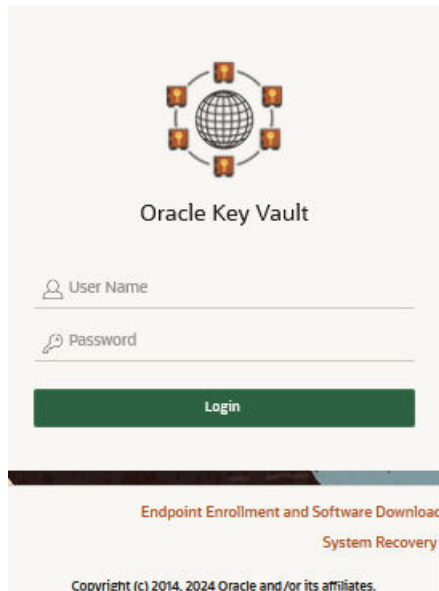 Oracle Key Vault
User Name
Password
Login
Endpoint Enrollment and Software Download
System Recovery
Copyright (c) 2014, 2024 Oracle and/or its affiliates.